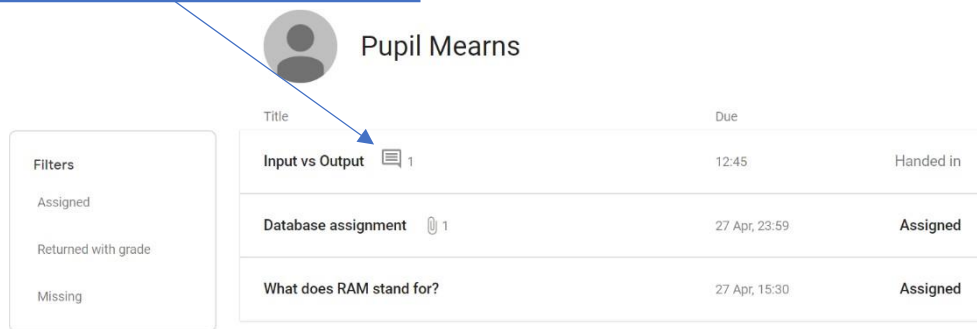 Pupil Mearns
Title Due
Filters
Assigned
Returned with grade
Missing
Input vs Output 1 12:45 Handed in
Database assignment 1 27 Apr, 23:59 Assigned
What does RAM stand for? 27 Apr, 15:30 Assigned